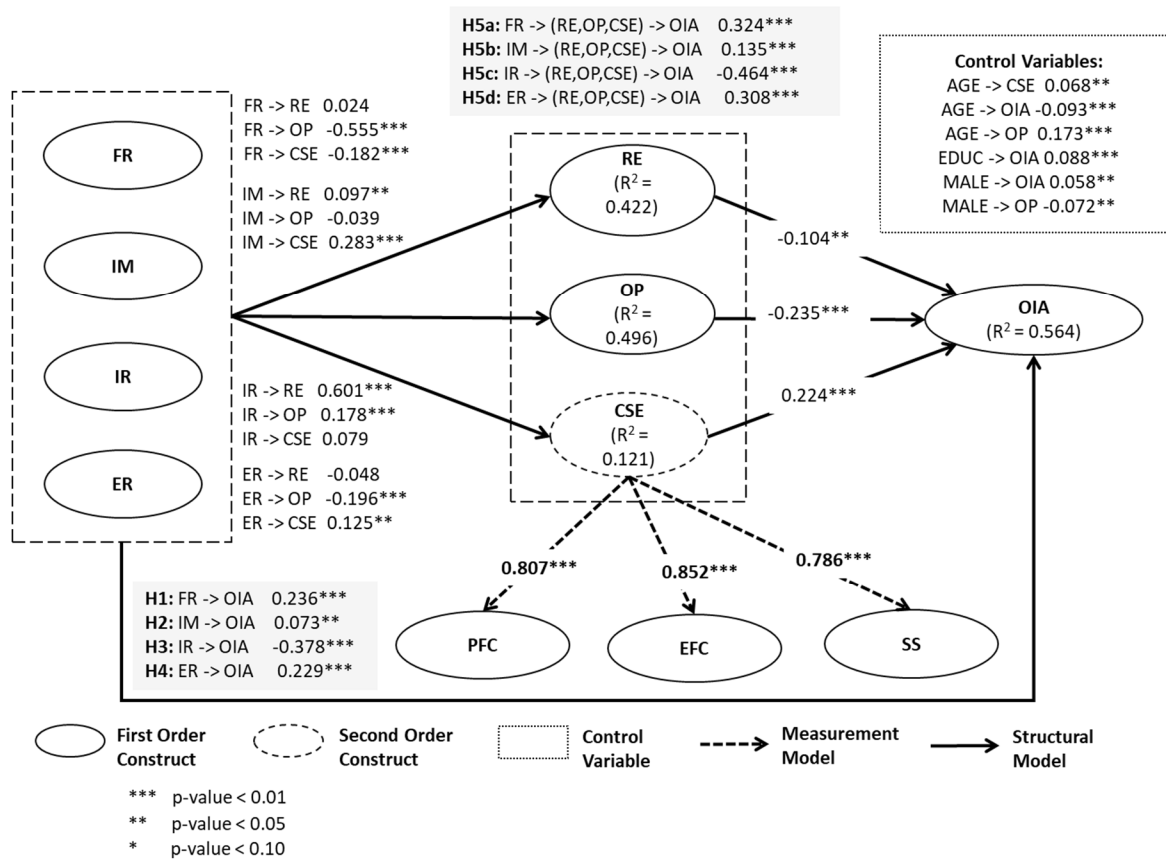 H5a: FR -> (RE,OP,CSE) -> OIA 0.324***
H5b: IM -> (RE,OP,CSE) -> OIA 0.135***
H5c: IR -> (RE,OP,CSE) -> OIA -0.464***
H5d: ER -> (RE,OP,CSE) -> OIA 0.308***
Control Variables:
AGE -> CSE 0.068**
AGE -> OIA -0.093***
AGE -> OP 0.173***
EDUC -> OIA 0.088***
MALE -> OIA 0.058**
MALE -> OP -0.072**
FR
IM
IR
ER
FR -> RE 0.024
FR -> OP -0.555***
FR -> CSE -0.182***
IM -> RE 0.097**
IM -> OP -0.039
IM -> CSE 0.283***
IR -> RE 0.601***
IR -> OP 0.178***
IR -> CSE 0.079
ER -> RE -0.048
ER -> OP -0.196***
ER -> CSE 0.125**
RE
(R² =
0.422)
OP
(R² =
0.496)
CSE
(R² =
0.121)
-0.104**
-0.235***
0.224***
OIA
(R² = 0.564)
0.807***
0.852***
0.786***
PFC
EFC
SS
H1: FR -> OIA 0.236***
H2: IM -> OIA 0.073**
H3: IR -> OIA -0.378***
H4: ER -> OIA 0.229***
First Order
Construct
Second Order
Construct
Control
Variable
Measurement
Model
Structural
Model
*** p-value < 0.01
** p-value < 0.05
* p-value < 0.10